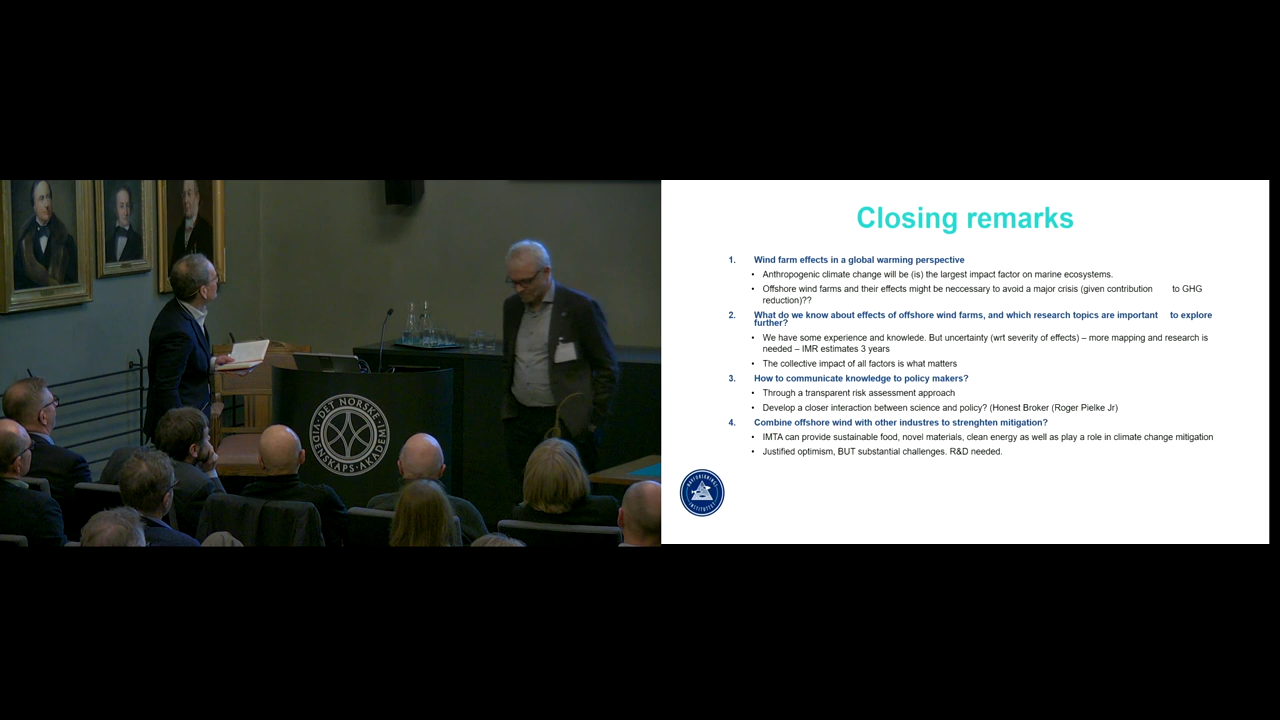 Closing remarks
1. Wind farm effects in a global warming perspective
• Anthropogenic climate change will be (is) the largest impact factor on marine ecosystems.
• Offshore wind farms and their effects might be neccessary to avoid a major crisis (given contribution to GHG
reduction)??
2. What do we know about effects of offshore wind farms, and which research topics are important to explore
further?
• We have some experience and knowlede. But uncertainty (wrt severity of effects) – more mapping and research is
needed – IMR estimates 3 years
• The collective impact of all factors is what matters
3. How to communicate knowledge to policy makers?
• Through a transparent risk assessment approach
• Develop a closer interaction between science and policy? (Honest Broker (Roger Pielke Jr)
4. Combine offshore wind with other industres to strenghten mitigation?
• IMTA can provide sustainable food, novel materials, clean energy as well as play a role in climate change mitigation
• Justified optimism, BUT substantial challenges. R&D needed.
HAVFORSKNINGS
INSTITUTTET
DET NORSKE
VIDENSKAPS-AKADEMI